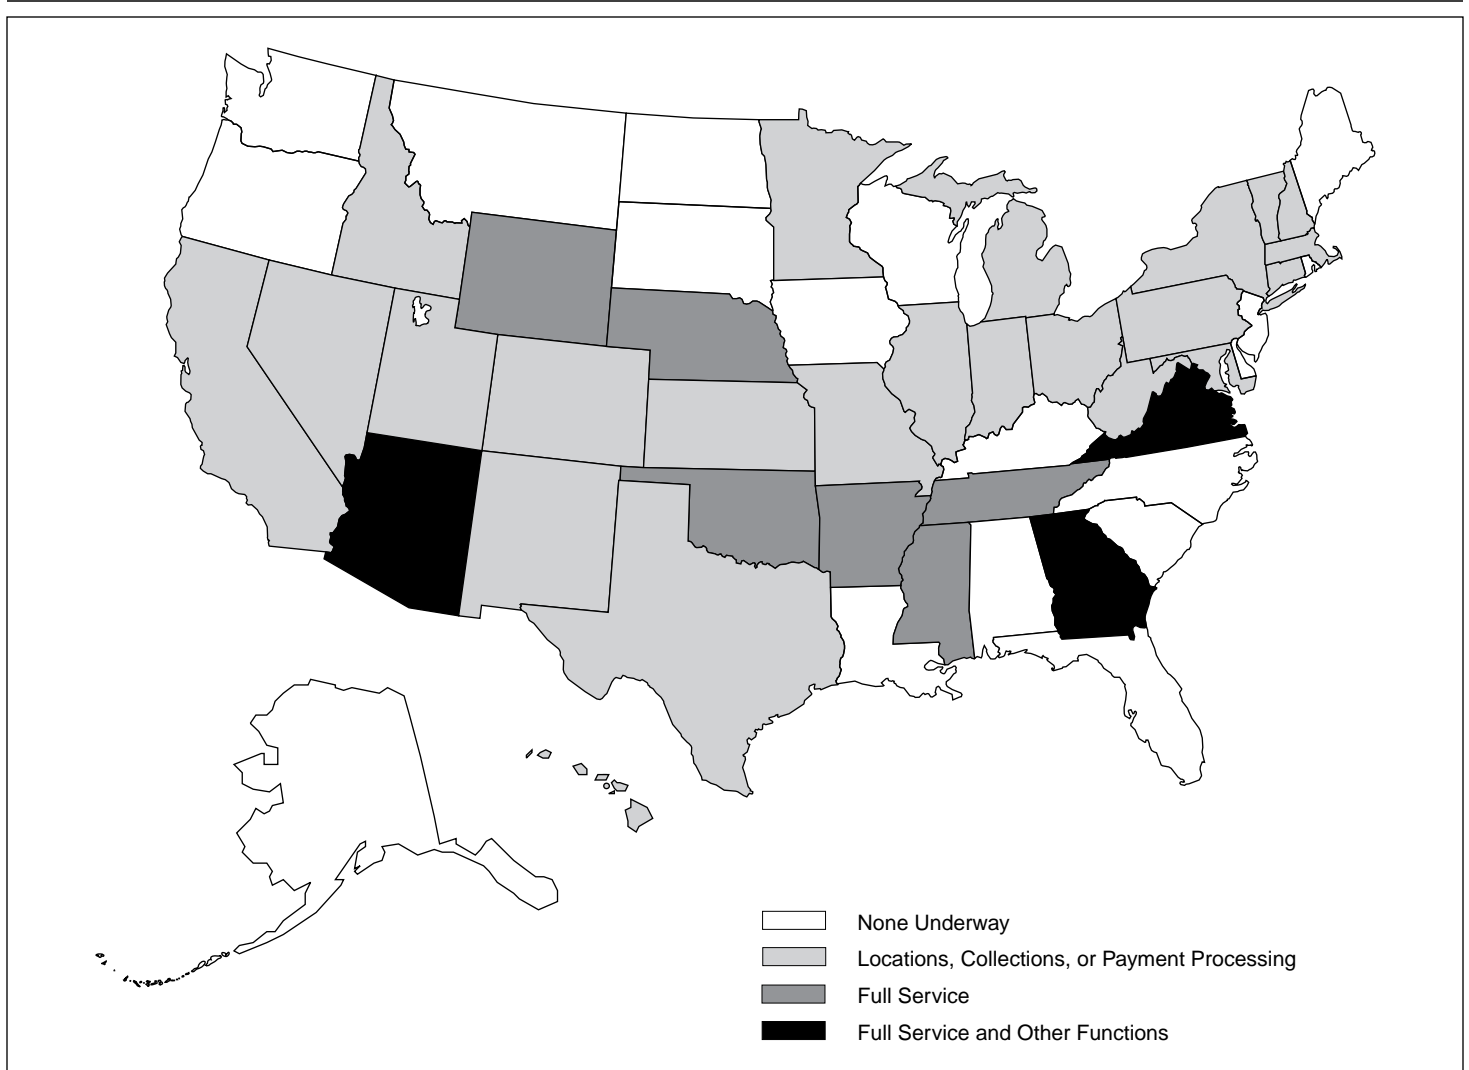 None Underway
Locations, Collections, or Payment Processing
Full Service
Full Service and Other Functions